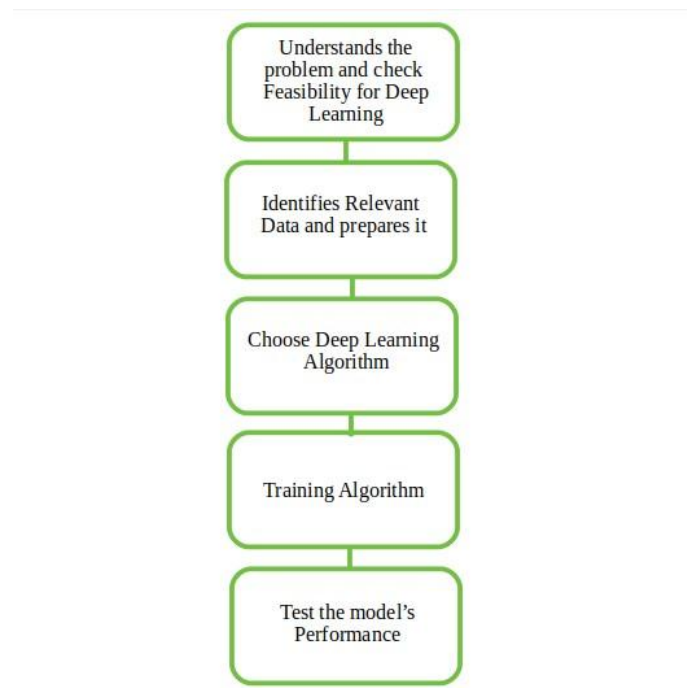 Understands the
problem and check
Feasibility for Deep
Learning
Identifies Relevant
Data and prepares it
Choose Deep Learning
Algorithm
Training Algorithm
Test the model’s
Performance